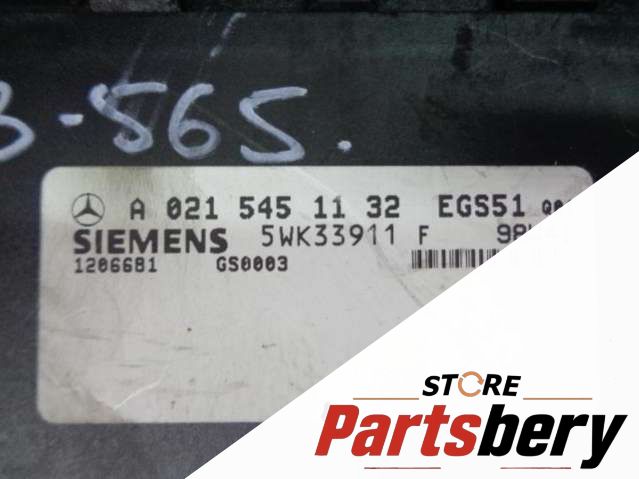 3-565.
A 021 545 11 32 EGS51
SIEMENS 5WK33911 F
1206681 GS0003
STORE
Partsbery